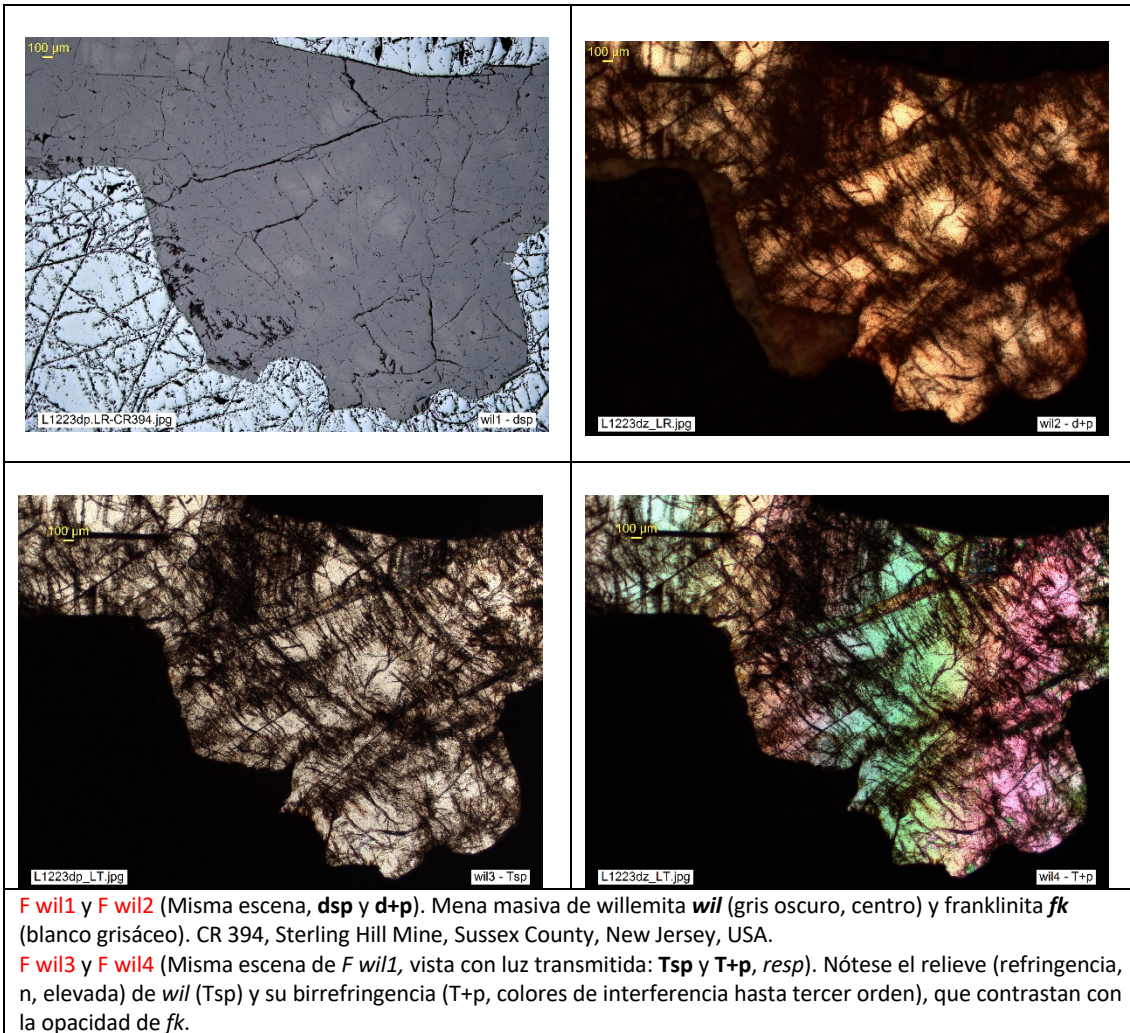 100 µm
L1223dp.LR-CR394.jpg
wil1 - dsp
100 µm
L1223dz_LR.jpg
wil2 - d+p
100 µm
L1223dp_LT.jpg
wil3 - Tsp
100 µm
L1223dz_LT.jpg
wil4 - T+p
F wil1 y F wil2 (Misma escena, dsp y d+p). Mena masiva de willemita wil (gris oscuro, centro) y franklinita fk
(blanco grisáceo). CR 394, Sterling Hill Mine, Sussex County, New Jersey, USA.
F wil3 y F wil4 (Misma escena de F wil1, vista con luz transmitida: Tsp y T+p, resp). Nótese el relieve (refringencia,
n, elevada) de wil (Tsp) y su birrefringencia (T+p, colores de interferencia hasta tercer orden), que contrastan con
la opacidad de fk.